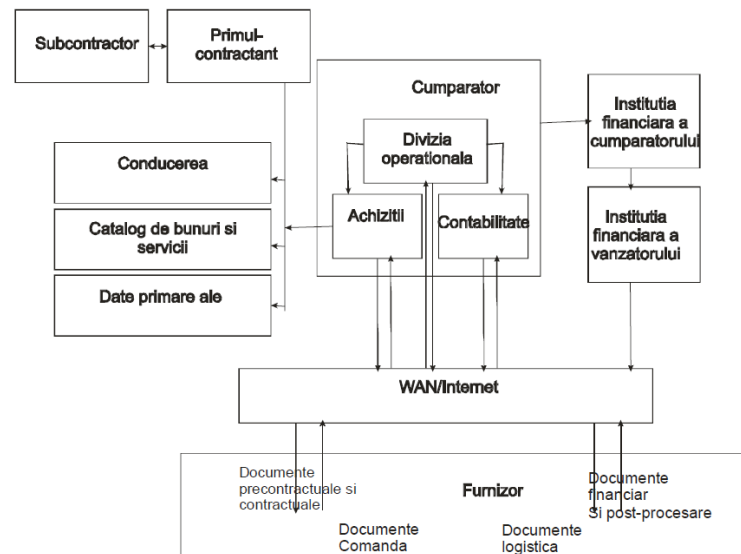 Subcontractor
Primul-
contractant
Cumparator
Institutia
financiara a
cumparatorului
Divizia
operationala
Conducerea
Achizitii
Contabilitate
Catalog de bunuri si
servicii
Institutia
financiara a
vanzatorului
Date primare ale
WAN/Internet
Documente
precontractuale si
contractuale
Furnizor
Documente
financiar
Si post-procesare
Documente
Comanda
Documente
logistica